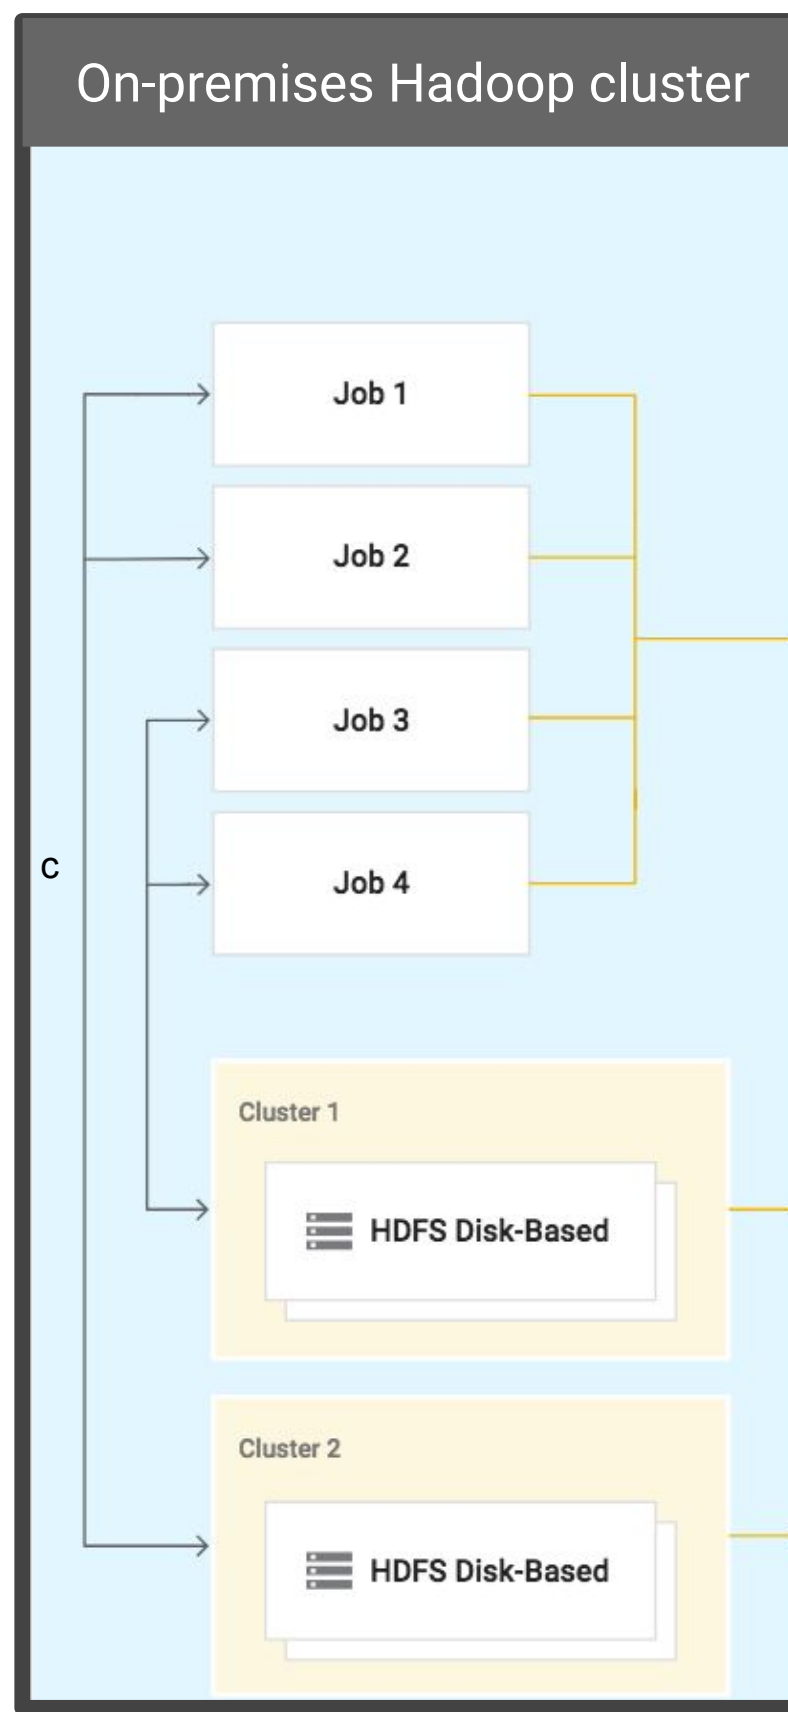 On-premises Hadoop cluster
Job 1
Job 2
Job 3
Job 4
c
Cluster 1
HDFS Disk-Based
Cluster 2
HDFS Disk-Based